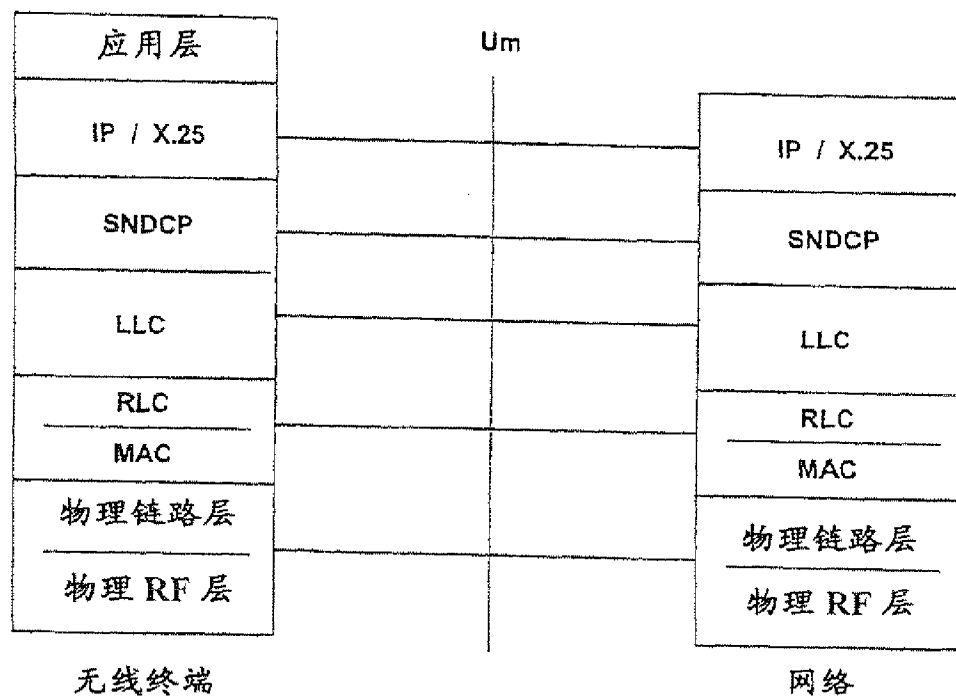 应用层
IP / X.25
SNDCP
LLC
RLC
MAC
物理链路层
物理 RF 层
无线终端
Um
IP / X.25
SNDCP
LLC
RLC
MAC
物理链路层
物理 RF 层
网络